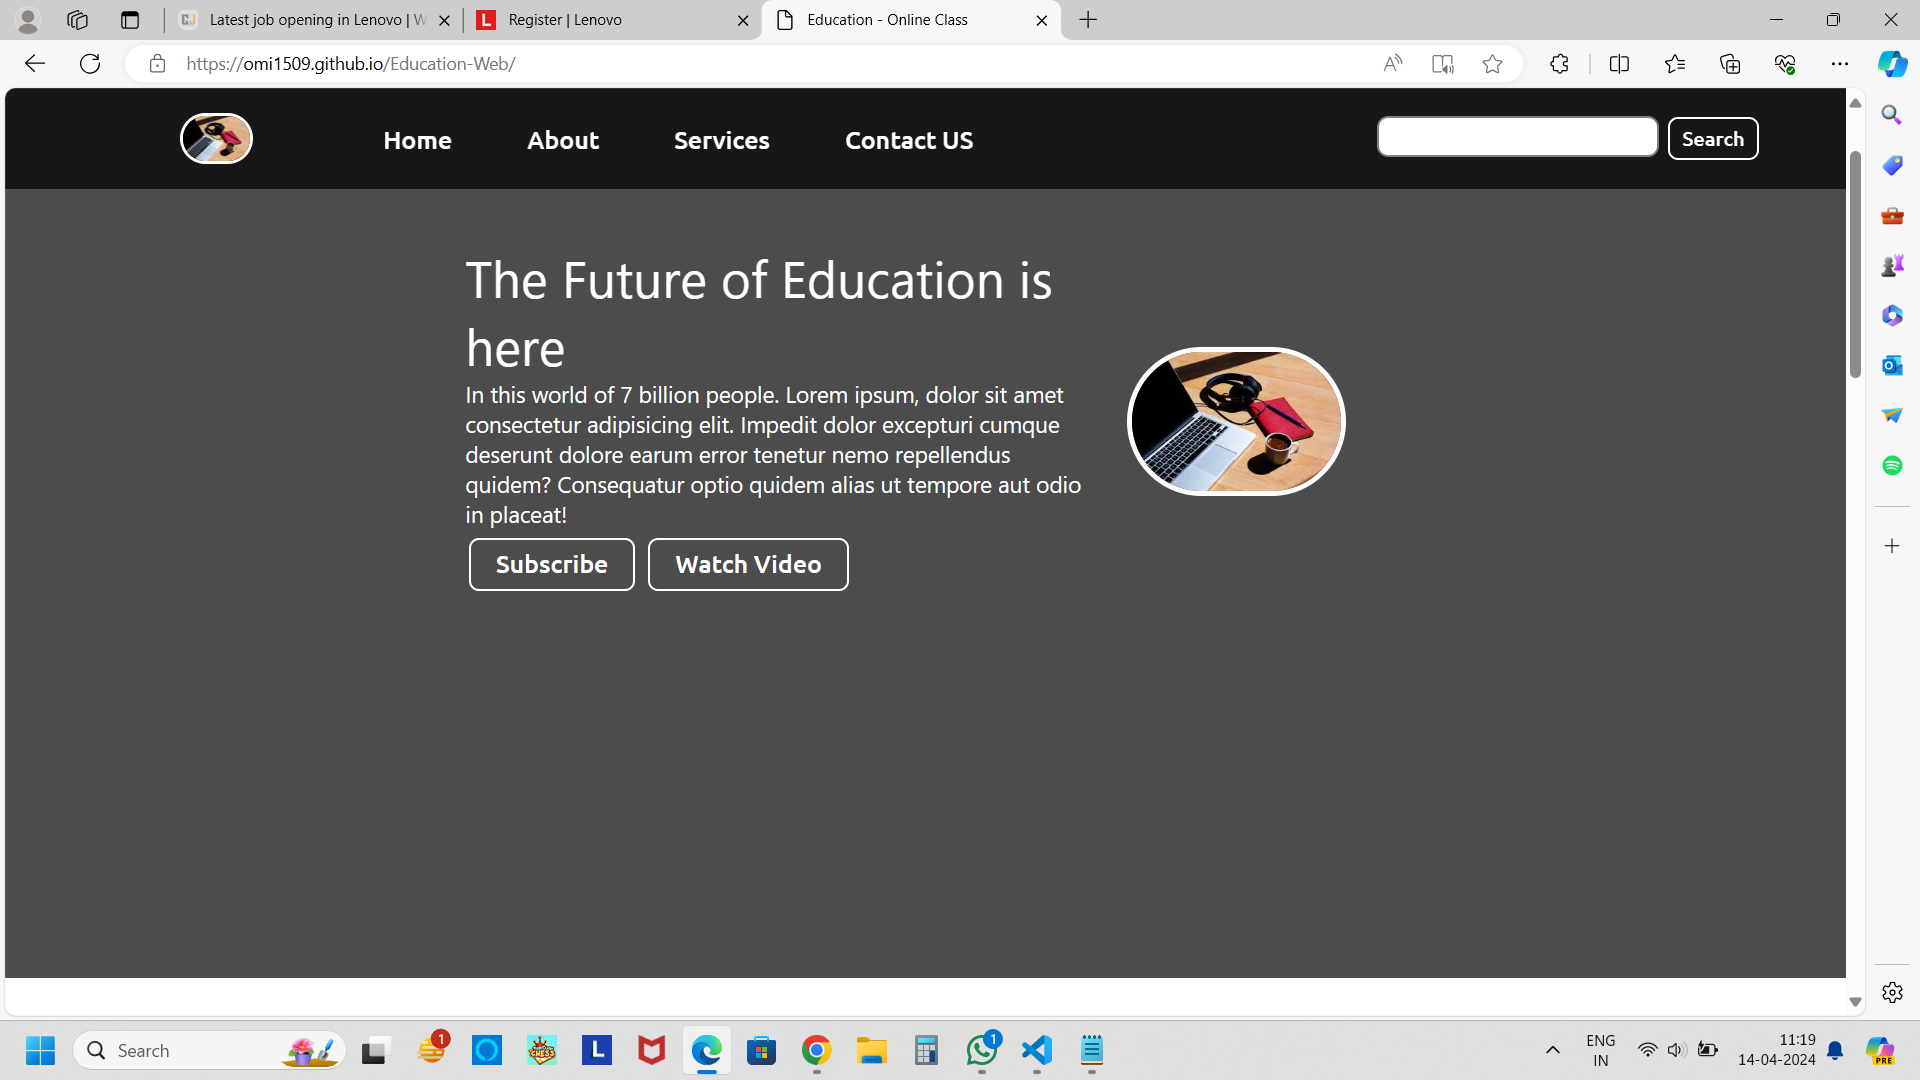 Latest job opening in Lenovo | W
Register | Lenovo
Education - Online Class
https://omi1509.github.io/Education-Web/
Home
About
Services
Contact US
Search
The Future of Education is
here
In this world of 7 billion people. Lorem ipsum, dolor sit amet
consectetur adipisicing elit. Impedit dolor excepturi cumque
deserunt dolore earum error tenetur nemo repellendus
quidem? Consequatur optio quidem alias ut tempore aut odio
in placeat!
Subscribe
Watch Video
Search
1
CHESS
L
1
ENG
IN
11:19
14-04-2024
PRE